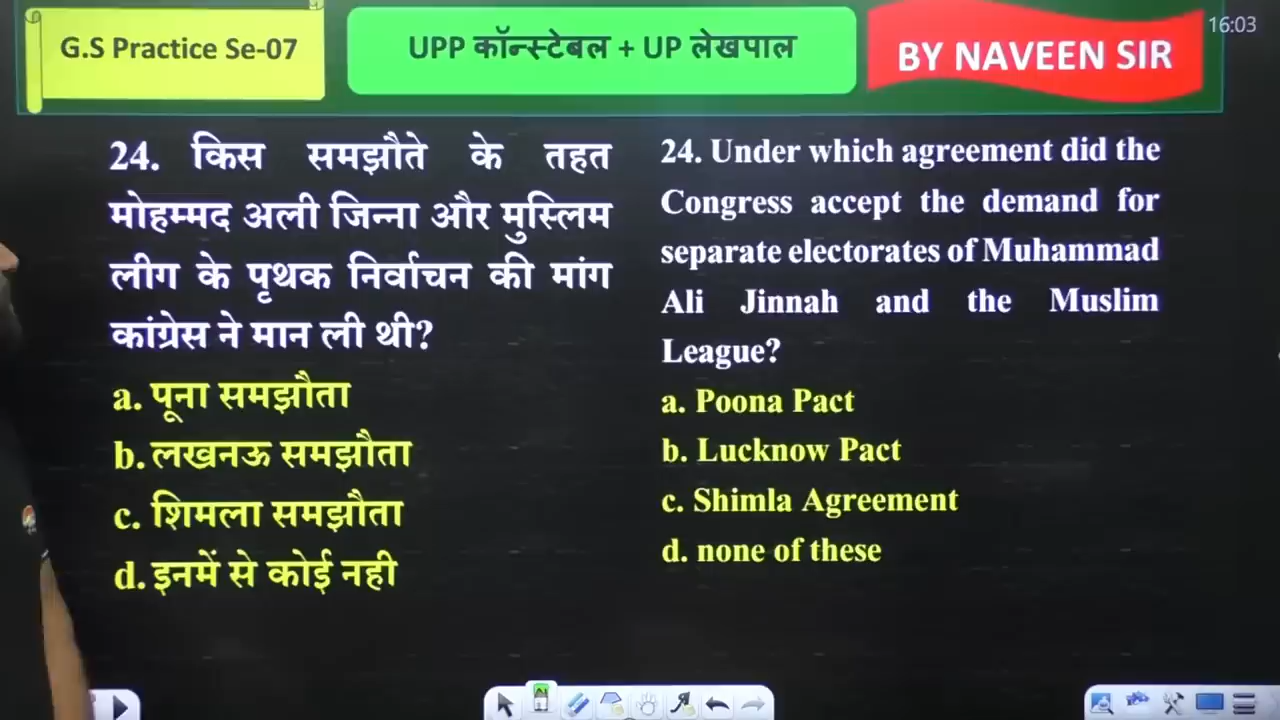 G.S Practice Se-07
UPP कॉन्स्टेबल + UP लेखपाल
BY NAVEEN SIR
16:03
24. किस समझौते के तहत
मोहम्मद अली जिन्ना और मुस्लिम
लीग के पृथक निर्वाचन की मांग
कांग्रेस ने मान ली थी?
a. पूना समझौता
b. लखनऊ समझौता
c. शिमला समझौता
d. इनमें से कोई नही
24. Under which agreement did the
Congress accept the demand for
separate electorates of Muhammad
Ali Jinnah and the Muslim
League?
a. Poona Pact
b. Lucknow Pact
c. Shimla Agreement
d. none of these